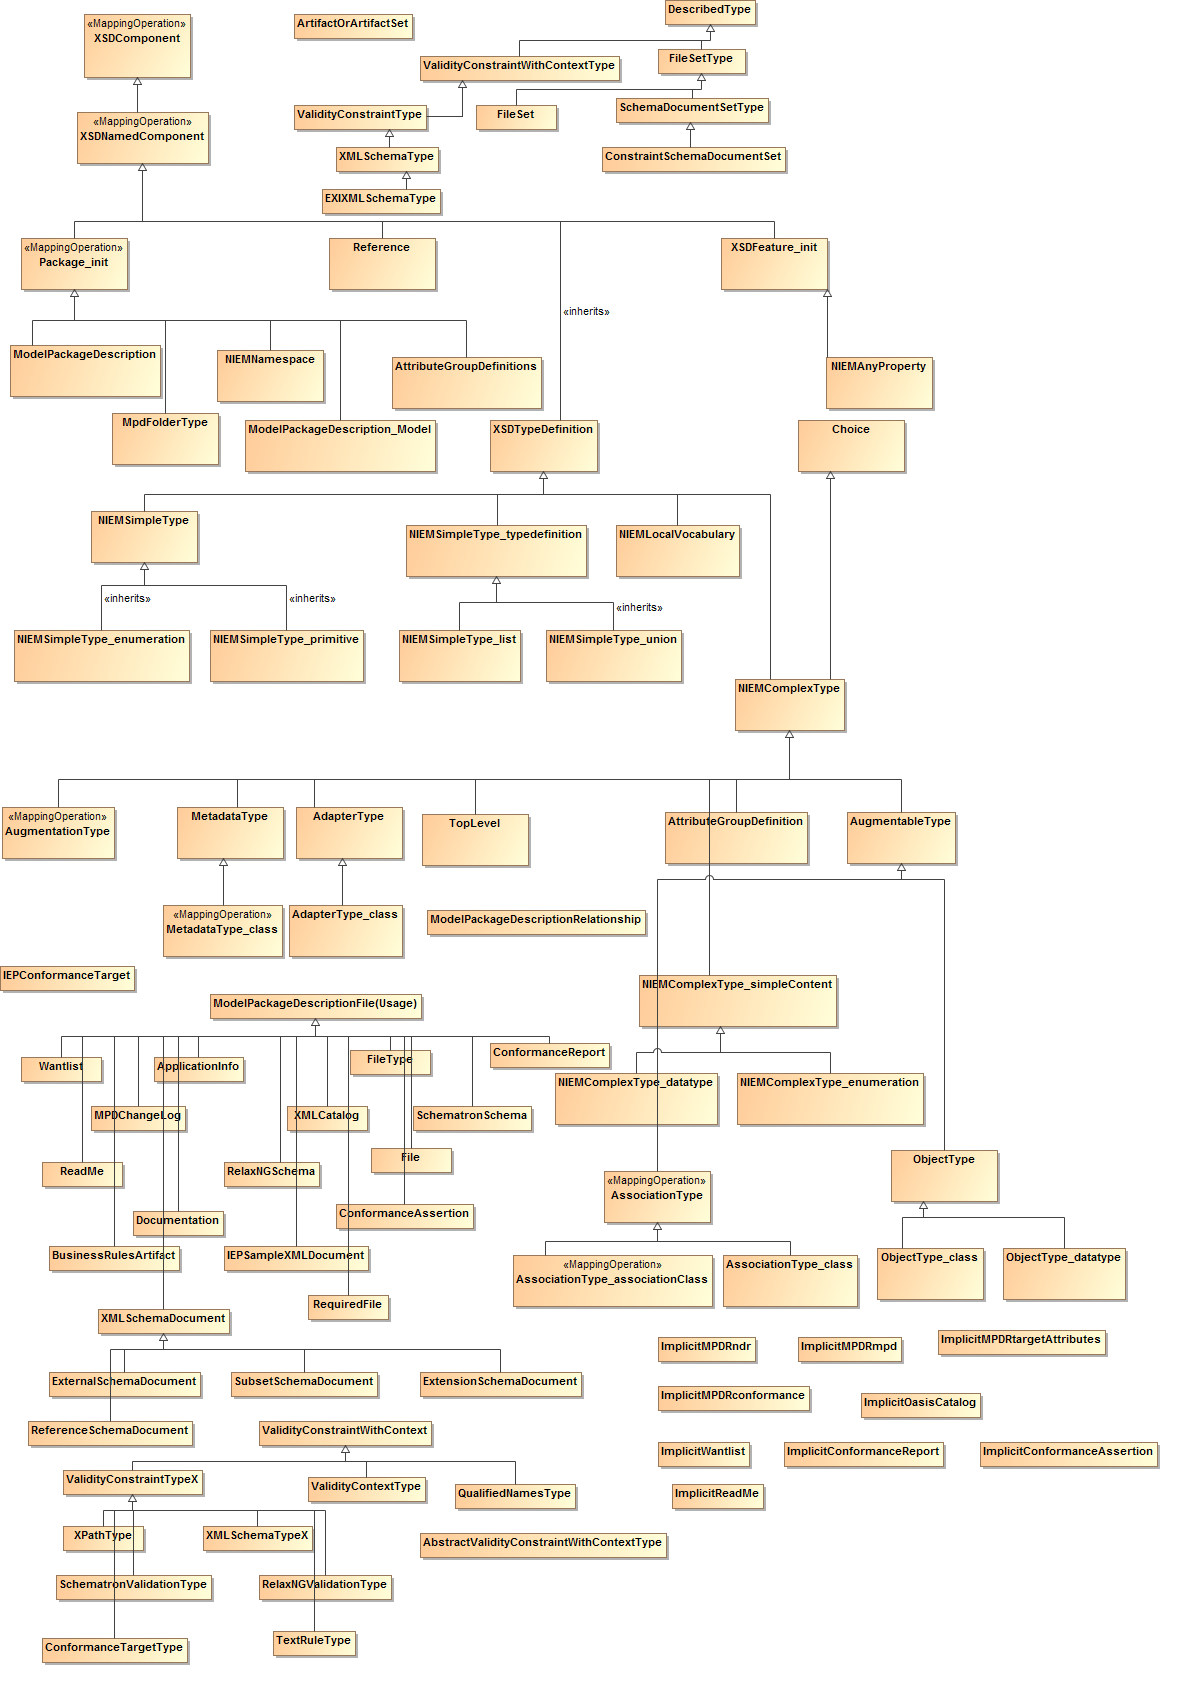 DescribedType
«MappingOperation»
XSDComponent
ArtifactOrArtifactSet
ValidityConstraintWithContextType
FileSetType
ValidityConstraintType
FileSet
SchemaDocumentSetType
«MappingOperation»
XSDNamedComponent
XMLSchemaType
ConstraintSchemaDocumentSet
EXIXMLSchemaType
«MappingOperation»
Package_init
Reference
XSDFeature_init
«inherits»
ModelPackageDescription
NIEMNamespace
AttributeGroupDefinitions
NIEMAnyProperty
MpdFolderType
ModelPackageDescription_Model
XSDTypeDefinition
Choice
NIEMSimpleType
NIEMSimpleType_typedefinition
NIEMLocalVocabulary
«inherits»
«inherits»
«inherits»
NIEMSimpleType_enumeration
NIEMSimpleType_primitive
NIEMSimpleType_list
NIEMSimpleType_union
NIEMComplexType
«MappingOperation»
AugmentationType
MetadataType
AdapterType
TopLevel
AttributeGroupDefinition
AugmentableType
«MappingOperation»
MetadataType_class
AdapterType_class
ModelPackageDescriptionRelationship
IEPConformanceTarget
NIEMComplexType_simpleContent
ModelPackageDescriptionFile(Usage)
Wantlist
ApplicationInfo
FileType
ConformanceReport
NIEMComplexType_datatype
NIEMComplexType_enumeration
MPDChangeLog
XMLCatalog
SchematronSchema
ReadMe
RelaxNGSchema
File
ObjectType
«MappingOperation»
AssociationType
Documentation
ConformanceAssertion
BusinessRulesArtifact
IEPSampleXMLDocument
«MappingOperation»
AssociationType_associationClass
AssociationType_class
ObjectType_class
ObjectType_datatype
RequiredFile
XMLSchemaDocument
ImplicitMPDRndr
ImplicitMPDRmpd
ImplicitMPDRtargetAttributes
ExternalSchemaDocument
SubsetSchemaDocument
ExtensionSchemaDocument
ImplicitMPDRconformance
ImplicitOasisCatalog
ReferenceSchemaDocument
ValidityConstraintWithContext
ImplicitWantlist
ImplicitConformanceReport
ImplicitConformanceAssertion
ValidityConstraintTypeX
ValidityContextType
QualifiedNamesType
ImplicitReadMe
XPathType
XMLSchemaTypeX
AbstractValidityConstraintWithContextType
SchematronValidationType
RelaxNGValidationType
ConformanceTargetType
TextRuleType